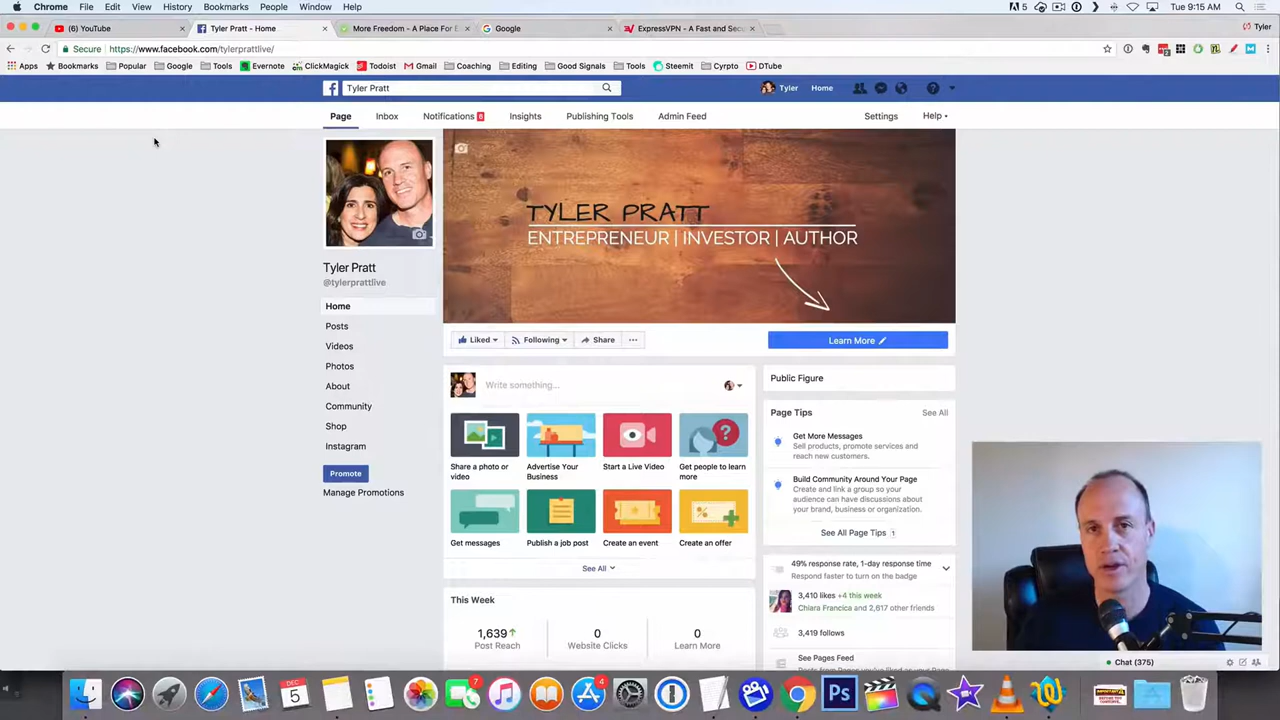 Chrome File Edit View History Bookmarks People Window Help
5 Tue 9:15 AM
(6) YouTube
Tyler Pratt - Home
More Freedom - A Place For E
Google
ExpressVPN - A Fast and Sec
Tyler
Secure https://www.facebook.com/tylerprattlive/
Apps Bookmarks Popular Google Tools Evernote ClickMagick Todoist Gmail Coaching Editing Good Signals Tools Steemit Cyrpto DTube
Tyler Pratt
Tyler Home
Page Inbox Notifications 8 Insights Publishing Tools Admin Feed Settings Help
TYLER PRATT
ENTREPRENEUR | INVESTOR | AUTHOR
Tyler Pratt
@tylerprattlive
Home
Posts
Videos
Photos
About
Community
Shop
Instagram
Promote
Manage Promotions
Liked Following Share ...
Learn More
Write something...
Share a photo or video
Advertise Your Business
Start a Live Video
Get people to learn more
Get messages
Publish a job post
Create an event
Create an offer
See All
This Week
1,639
Post Reach
0
Website Clicks
0
Learn More
Public Figure
Page Tips See All
Get More Messages
Sell products, promote services and
reach new customers.
Build Community Around Your Page
Create and link a group so your
audience can have discussions about
your brand, business or organization.
See All Page Tips 1
49% response rate, 1-day response time
Respond faster to turn on the badge
3,410 likes +4 this week
Chiara Francica and 2,617 other friends
3,419 follows
See Pages Feed
Chat (375)
DEC
5
7
4
Ps